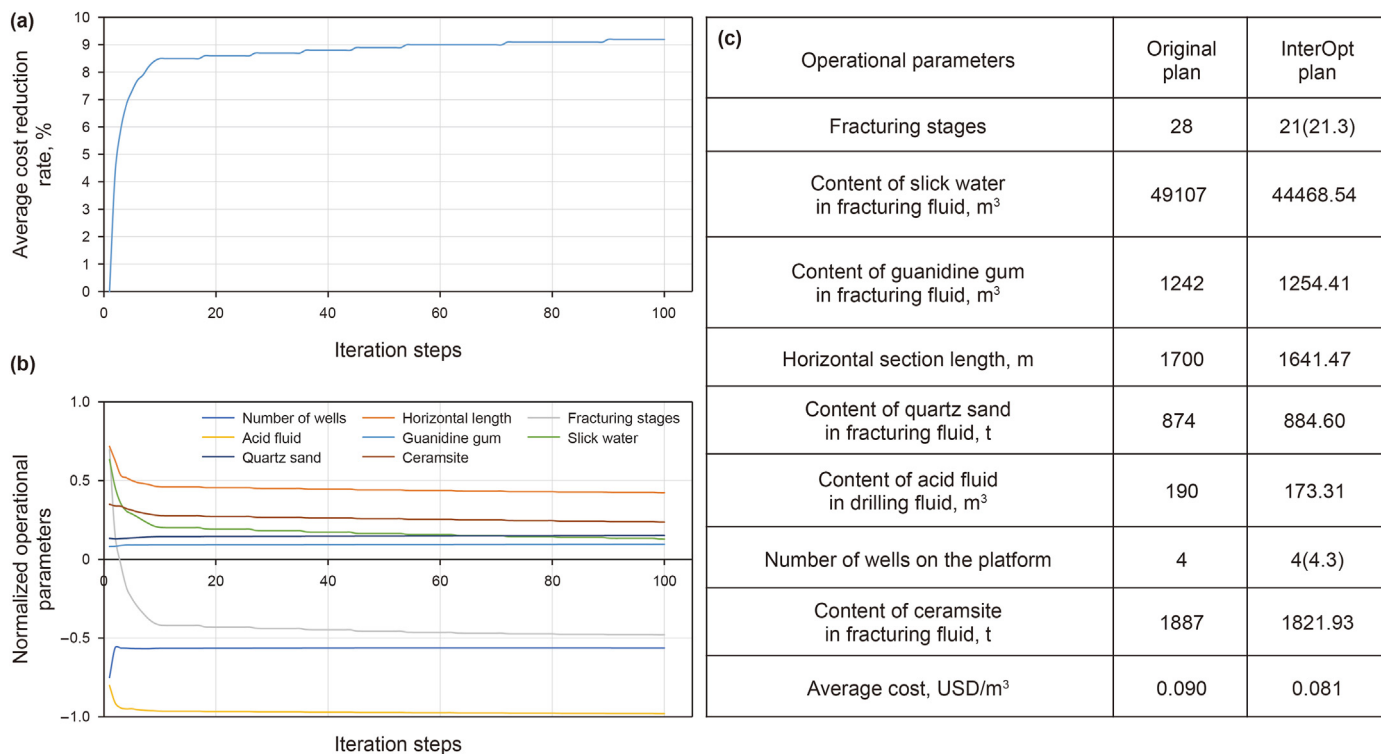 (a)
Average cost reduction
rate, %
10
9
8
7
6
5
4
3
2
1
0
0 20 40 60 80 100
Iteration steps
(b)
Normalized operational
parameters
1.0
0.5
0
−0.5
−1.0
Number of wells Horizontal length Fracturing stages
Acid fluid Guanidine gum Slick water
Quartz sand Ceramsite
20 40 60 80 100
Iteration steps
(c)
Operational parameters Original plan InterOpt plan
Fracturing stages 28 21(21.3)
Content of slick water
in fracturing fluid, m³ 49107 44468.54
Content of guanidine gum
in fracturing fluid, m³ 1242 1254.41
Horizontal section length, m 1700 1641.47
Content of quartz sand
in fracturing fluid, t 874 884.60
Content of acid fluid
in drilling fluid, m³ 190 173.31
Number of wells on the platform 4 4(4.3)
Content of ceramsite
in fracturing fluid, t 1887 1821.93
Average cost, USD/m³ 0.090 0.081